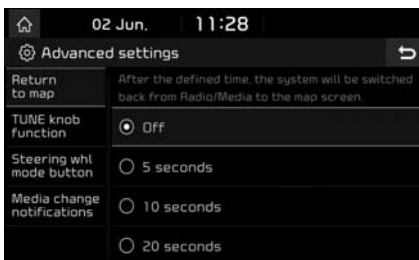 02 Jun. 11:28
Advanced settings
Return
to map
After the defined time, the system will be switched
back from Radio/Media to the map screen.
TUNE knob
function
Off
Steering whl
mode button
5 seconds
Media change
notifications
10 seconds
20 seconds